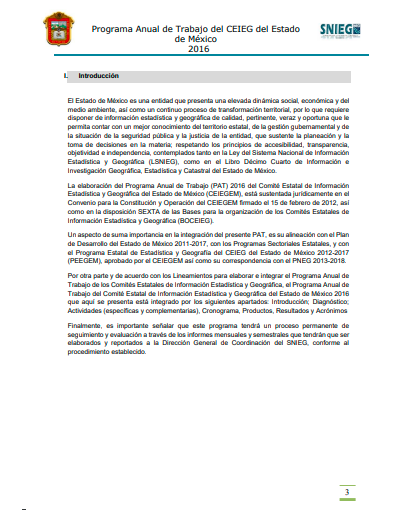 Programa Anual de Trabajo del CEIEG del Estado
de México
2016
SNIEG
I. Introducción
El Estado de México es una entidad que presenta una elevada dinámica social, económica y del
medio ambiente, así como un continuo proceso de transformación territorial, por lo que requiere
disponer de información estadística y geográfica de calidad, pertinente, veraz y oportuna que le
permita contar con un mejor conocimiento del territorio estatal, de la gestión gubernamental y de
la situación de la seguridad pública y la justicia de la entidad, que sustente la planeación y la
toma de decisiones en la materia; respetando los principios de accesibilidad, transparencia,
objetividad e independencia, contemplados tanto en la Ley del Sistema Nacional de Información
Estadística y Geográfica (LSNIEG), como en el Libro Décimo Cuarto de Información e
Investigación Geográfica, Estadística y Catastral del Estado de México.
La elaboración del Programa Anual de Trabajo (PAT) 2016 del Comité Estatal de Información
Estadística y Geográfica del Estado de México (CEIEGEM), está sustentada jurídicamente en el
Convenio para la Constitución y Operación del CEIEGEM firmado el 15 de febrero de 2012, así
como en la disposición SEXTA de las Bases para la organización de los Comités Estatales de
Información Estadística y Geográfica (BOCEIEG).
Un aspecto de suma importancia en la integración del presente PAT, es su alineación con el Plan
de Desarrollo del Estado de México 2011-2017, con los Programas Sectoriales Estatales, y con
el Programa Estatal de Estadística y Geografía del CEIEG del Estado de México 2012-2017
(PEEGEM), aprobado por el CEIEGEM así como su correspondencia con el PNEG 2013-2018.
Por otra parte y de acuerdo con los Lineamientos para elaborar e integrar el Programa Anual de
Trabajo de los Comités Estatales de Información Estadística y Geográfica, el Programa Anual de
Trabajo del Comité Estatal de Información Estadística y Geográfica del Estado de México 2016
que aquí se presenta está integrado por los siguientes apartados: Introducción; Diagnóstico;
Actividades (específicas y complementarias), Cronograma, Productos, Resultados y Acrónimos
Finalmente, es importante señalar que este programa tendrá un proceso permanente de
seguimiento y evaluación a través de los informes mensuales y semestrales que tendrán que ser
elaborados y reportados a la Dirección General de Coordinación del SNIEG, conforme al
procedimiento establecido.
3